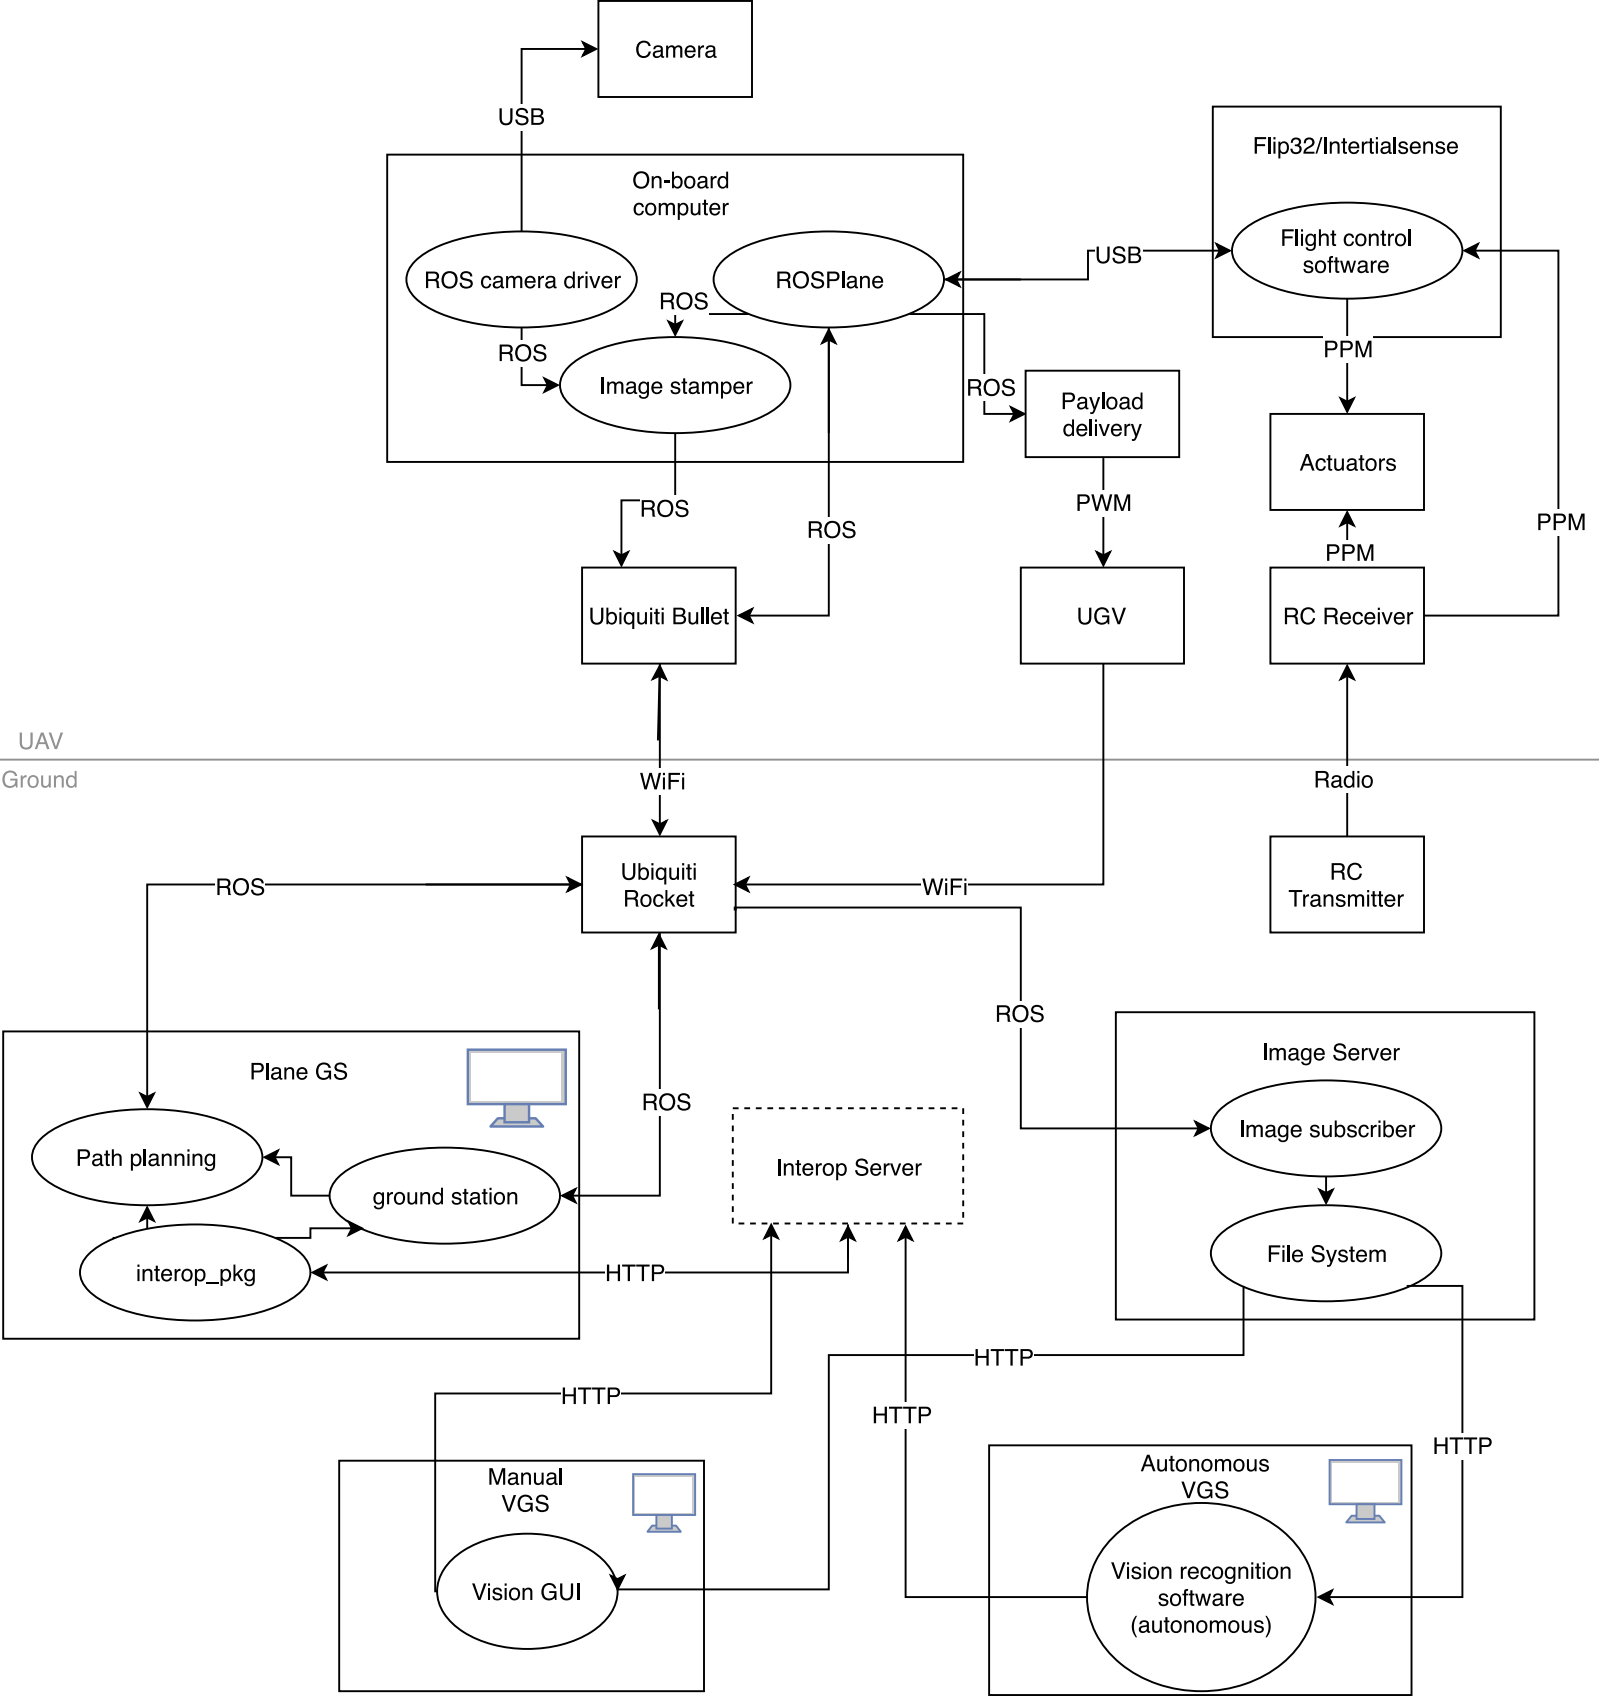 Camera
USB
Flip32/Intertialsense
On-board
computer
Flight control
software
USB
ROS camera driver
ROSPlane
ROS
ROS
PPM
Image stamper
ROS
Payload
delivery
Actuators
PWM
ROS
ROS
PPM
PPM
Ubiquiti Bullet
UGV
RC Receiver
UAV
Ground
WiFi
Radio
Ubiquiti
Rocket
RC
Transmitter
ROS
WiFi
ROS
Image Server
Plane GS
ROS
Image subscriber
Path planning
Interop Server
ground station
File System
interop_pkg
HTTP
HTTP
HTTP
HTTP
HTTP
Manual
VGS
Autonomous
VGS
Vision GUI
Vision recognition
software
(autonomous)